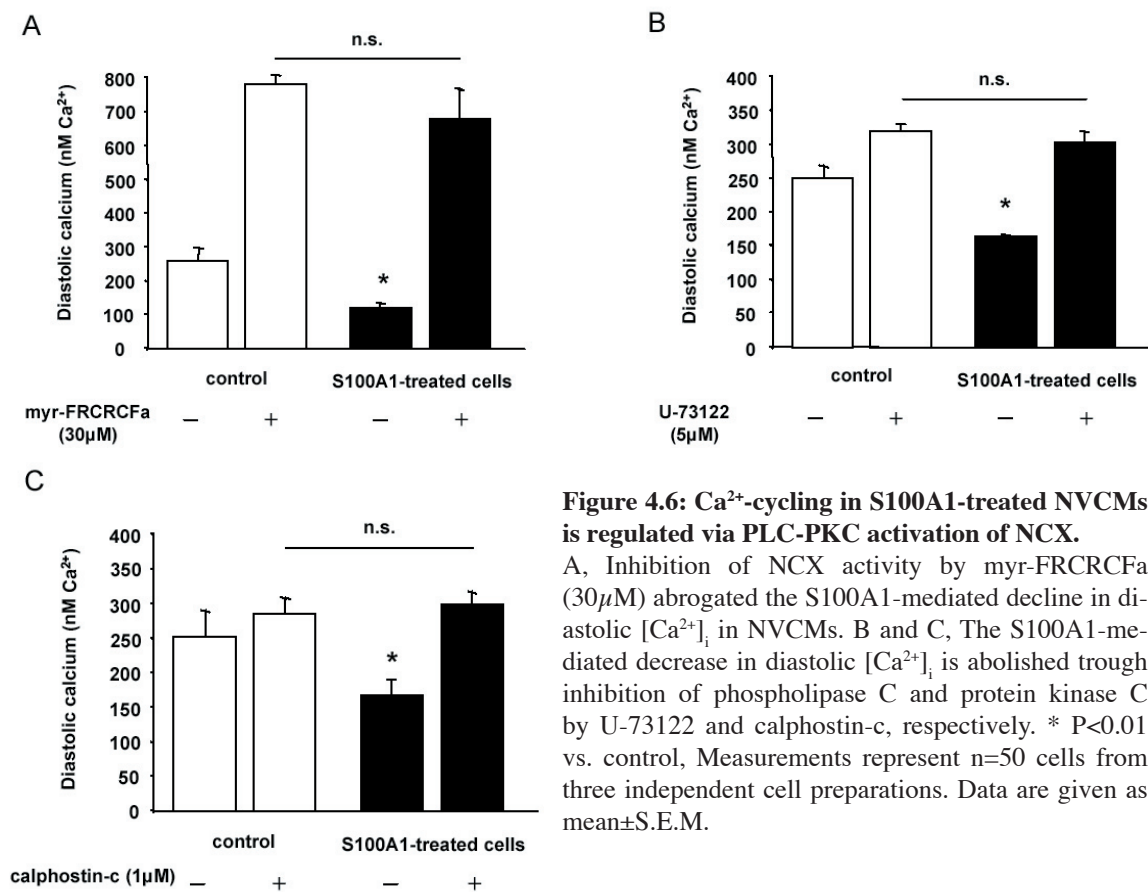 A
n.s.
Diastolic calcium (nM Ca²⁺)
800
700
600
500
400
300
200
100
0
*
control
S100A1-treated cells
myr-FRCRCFa
(30µM)
− + − +
B
n.s.
Diastolic calcium (nM Ca²⁺)
400
350
300
250
200
150
100
50
0
*
control
S100A1-treated cells
U-73122
(5µM)
− + − +
C
n.s.
Diastolic calcium (nM Ca²⁺)
400
350
300
250
200
150
100
50
0
*
control
S100A1-treated cells
calphostin-c (1µM) − + − +
Figure 4.6: Ca²⁺-cycling in S100A1-treated NVCMs
is regulated via PLC-PKC activation of NCX.
A, Inhibition of NCX activity by myr-FRCRCFa
(30µM) abrogated the S100A1-mediated decline in di-
astolic [Ca²⁺]i in NVCMs. B and C, The S100A1-me-
diated decrease in diastolic [Ca²⁺]i is abolished trough
inhibition of phospholipase C and protein kinase C
by U-73122 and calphostin-c, respectively. * P<0.01
vs. control, Measurements represent n=50 cells from
three independent cell preparations. Data are given as
mean±S.E.M.